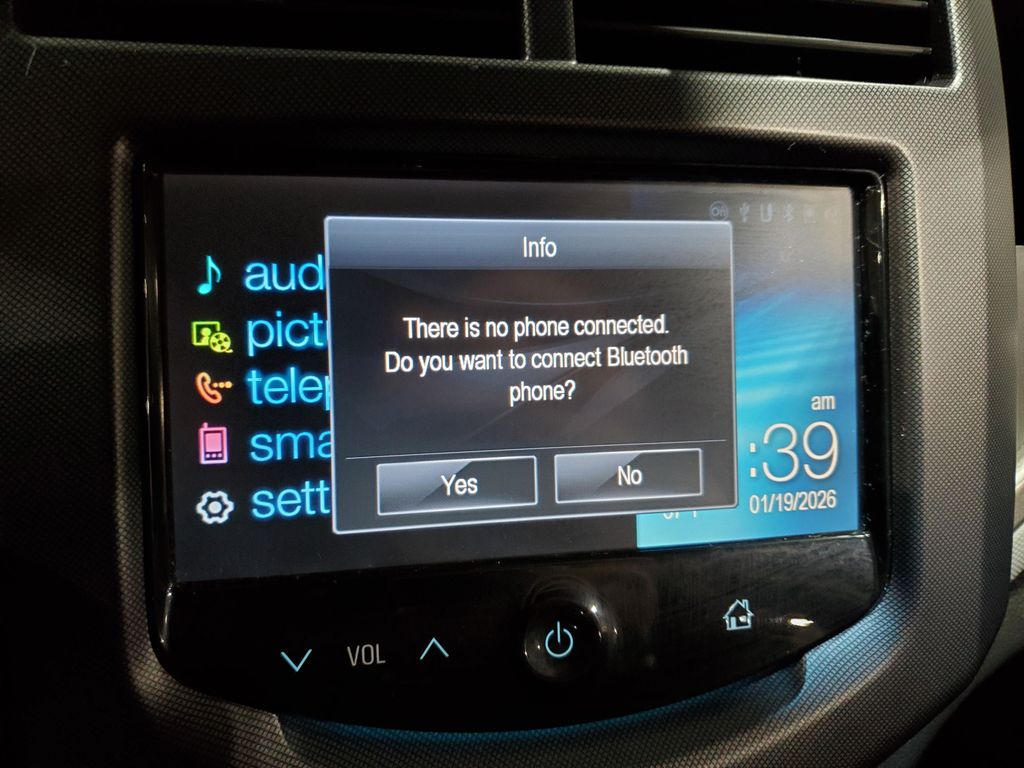 Info
There is no phone connected.
Do you want to connect Bluetooth
phone?
Yes
No
aud
pict
telep
sma
sett
am
:39
01/19/2026
VOL